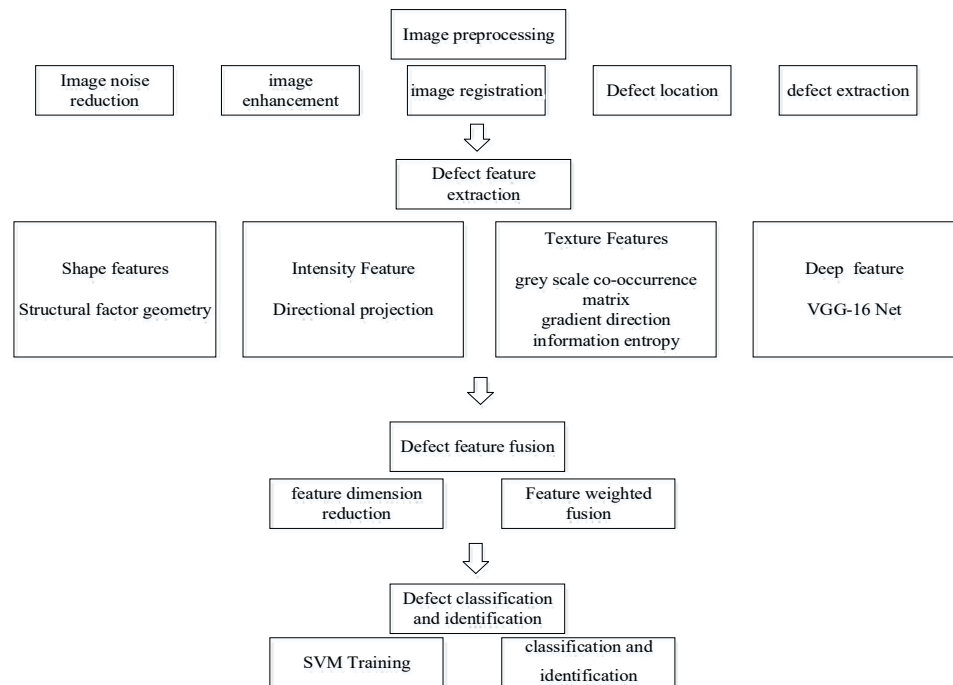 Image preprocessing
Image noise
reduction
image
enhancement
image registration
Defect location
defect extraction
Defect feature
extraction
Shape features
Structural factor geometry
Intensity Feature
Directional projection
Texture Features
grey scale co-occurrence
matrix
gradient direction
information entropy
Deep feature
VGG-16 Net
Defect feature fusion
feature dimension
reduction
Feature weighted
fusion
Defect classification
and identification
SVM Training
classification and
identification